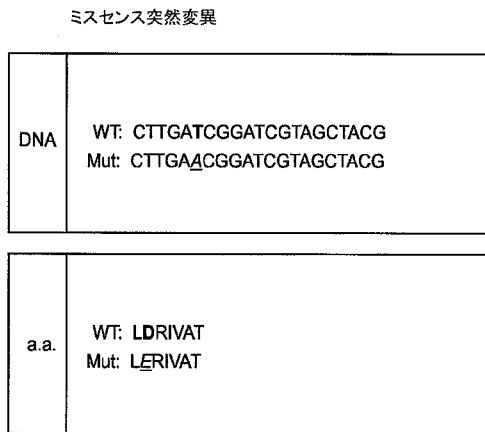 ミスセンス突然変異
DNA
WT: CTTGATCGGATCGTAGCTACG
Mut: CTTGAACGGATCGTAGCTACG
a.a.
WT: LDRIVAT
Mut: LERIVAT